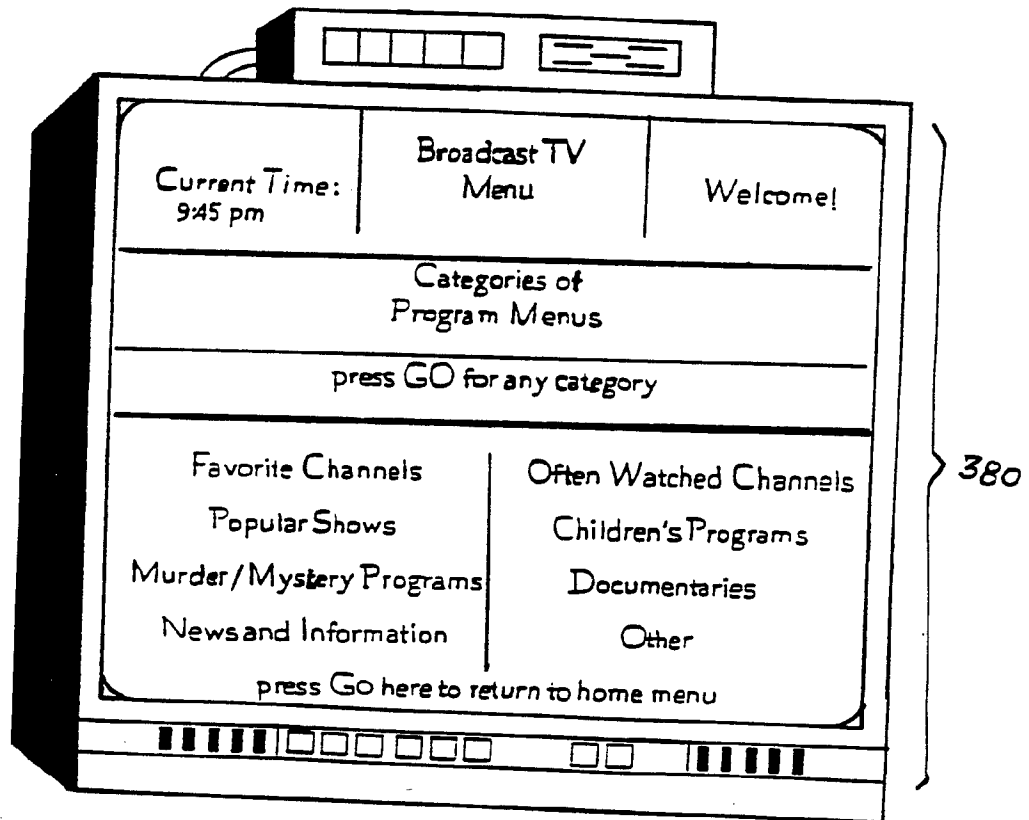 Broadcast TV
Menu
Current Time:
9:45 pm
Welcome!
Categories of
Program Menus
press GO for any category
Favorite Channels
Often Watched Channels
Popular Shows
Children's Programs
Murder/Mystery Programs
Documentaries
News and Information
Other
press Go here to return to home menu
380